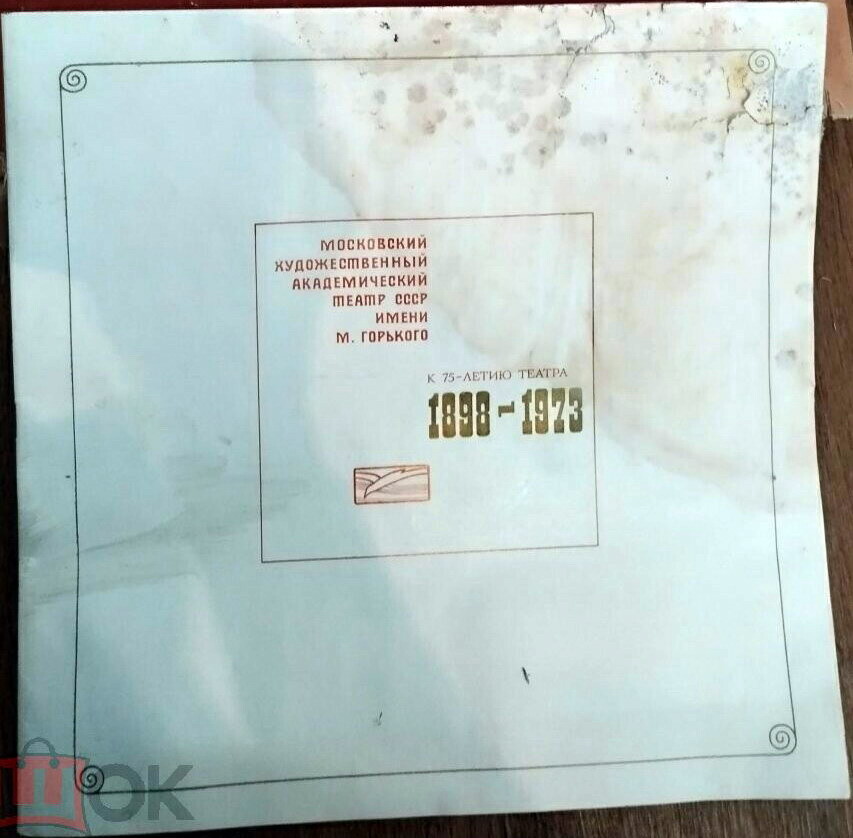 МОСКОВСКИЙ
ХУДОЖЕСТВЕННЫЙ
АКАДЕМИЧЕСКИЙ
ТЕАТР СССР
ИМЕНИ
М. ГОРЬКОГО
К 75-ЛЕТИЮ ТЕАТРА
1898-1973
ШОК